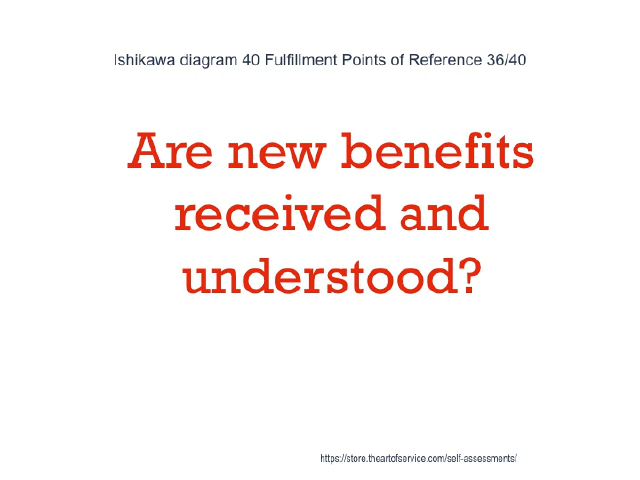 Ishikawa diagram 40 Fulfillment Points of Reference 36/40
Are new benefits
received and
understood?
https://store.theartofservice.com/self-assessments/